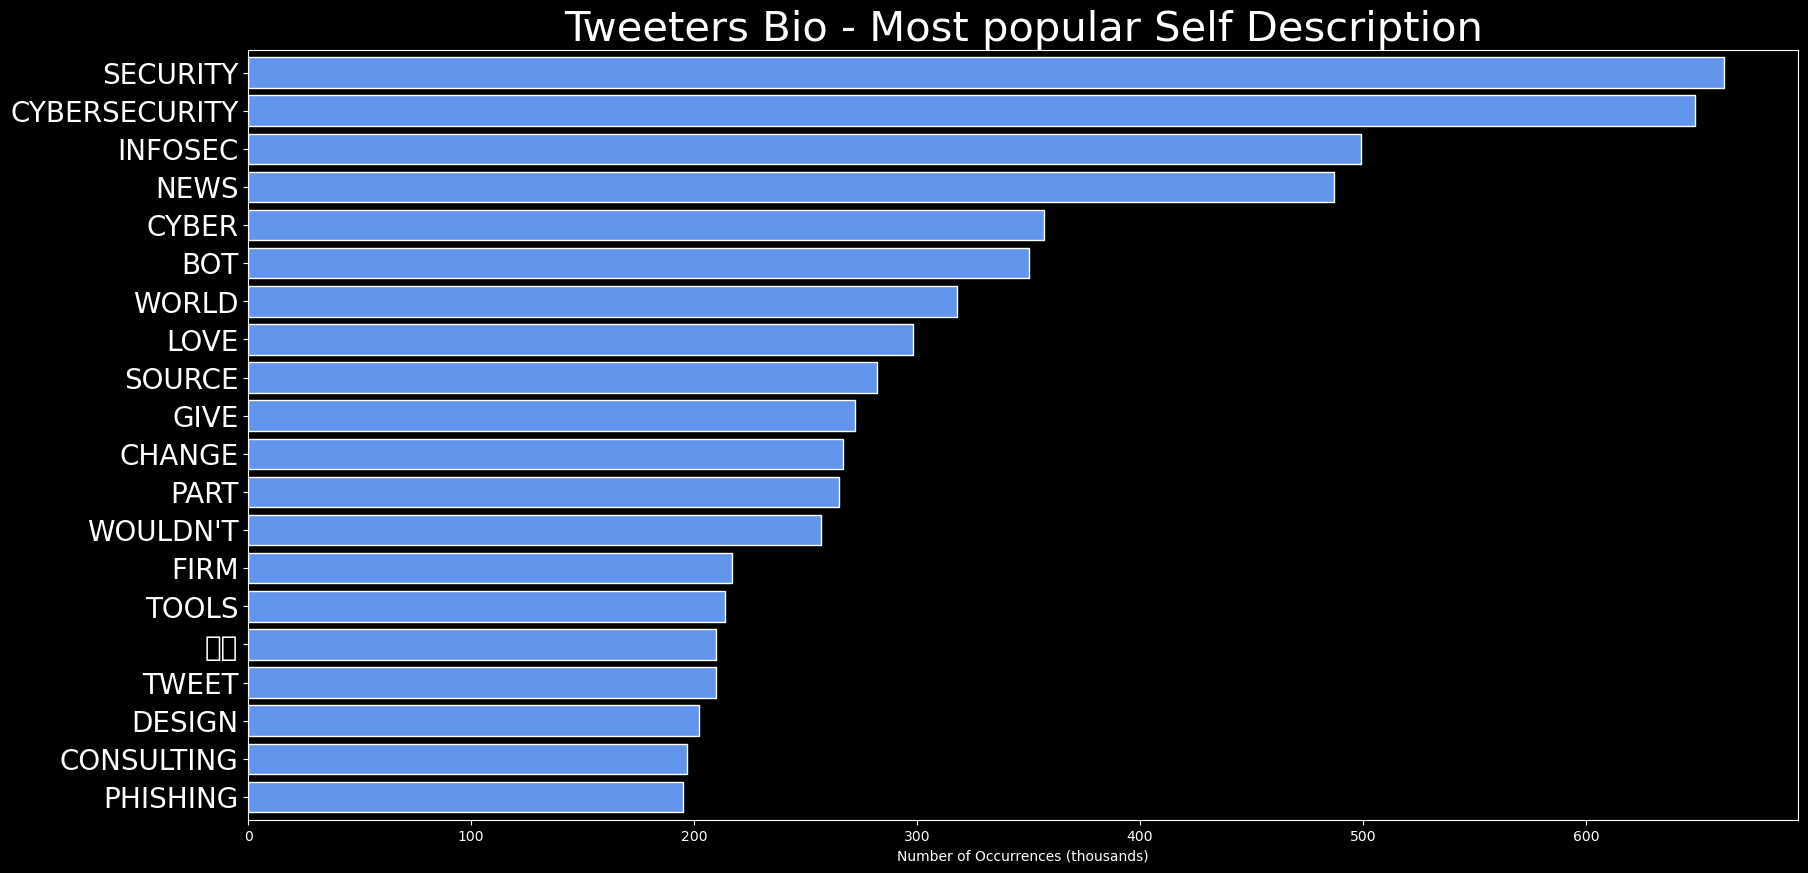 Tweeters Bio - Most popular Self Description
SECURITY
CYBERSECURITY
INFOSEC
NEWS
CYBER
BOT
WORLD
LOVE
SOURCE
GIVE
CHANGE
PART
WOULDN'T
FIRM
TOOLS
TWEET
DESIGN
CONSULTING
PHISHING
0 100 200 300 400 500 600
Number of Occurrences (thousands)